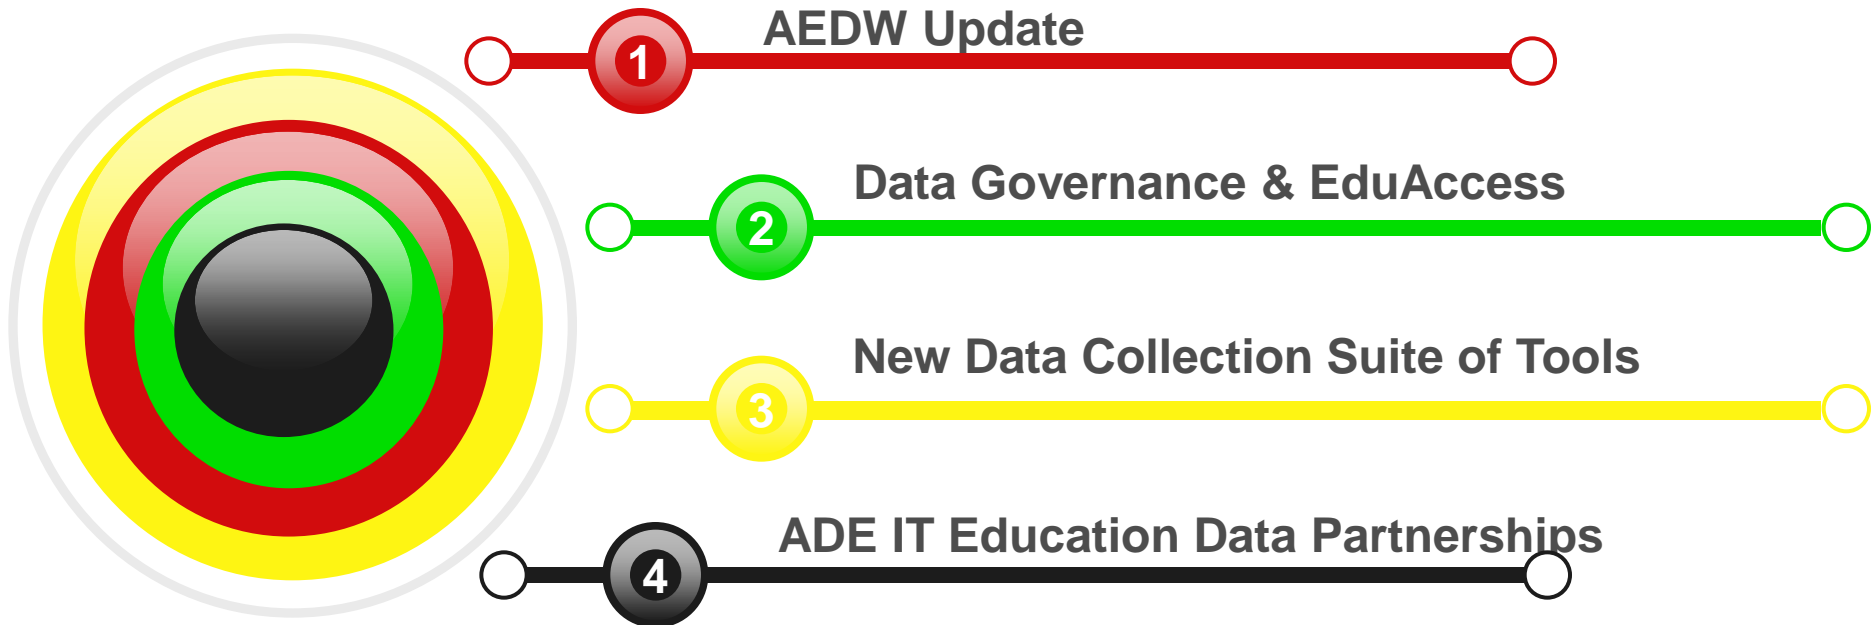 1 AEDW Update
2 Data Governance & EduAccess
3 New Data Collection Suite of Tools
4 ADE IT Education Data Partnerships